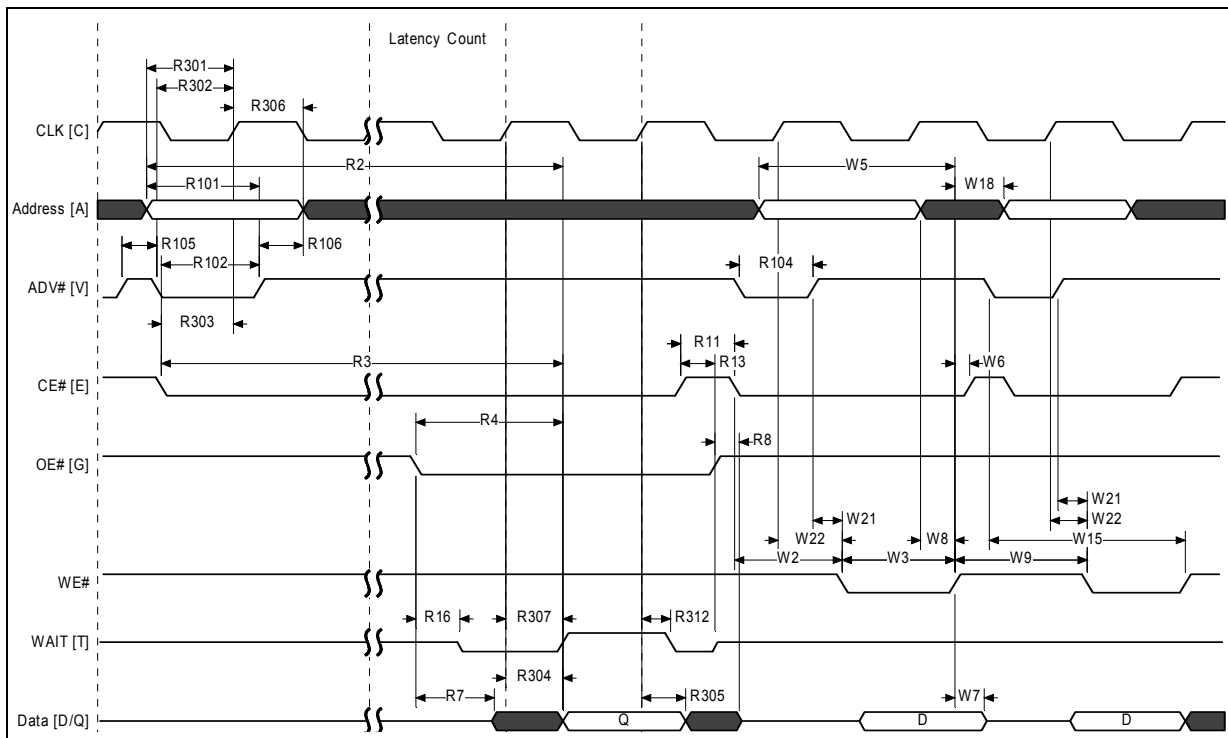 Latency Count
R301
R302
R306
CLK [C]
R2
W5
R101
W18
Address [A]
R105
R106
R102
R104
ADV# [V]
R303
R11
R3
R13
W6
CE# [E]
R4
R8
OE# [G]
W21
W21
W22
W22
W8
W15
W2
W3
W9
WE#
R16
R307
R312
WAIT [T]
R304
R7
R305
W7
Data [D/Q]
Q
D
D